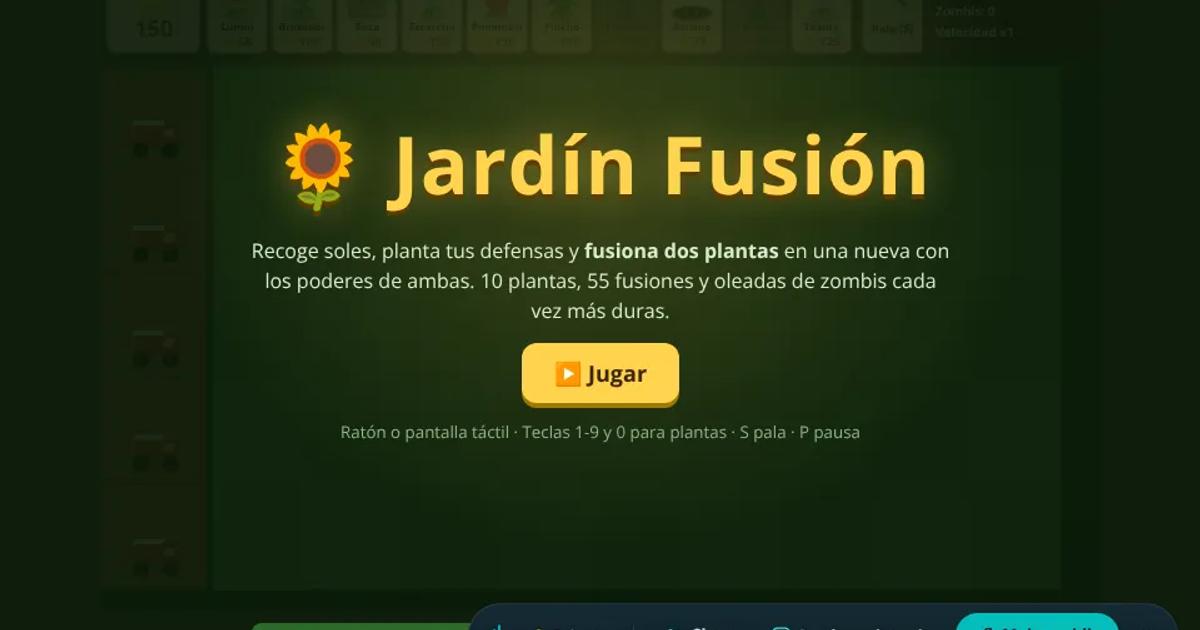 150
Zombis: 0
Velocidad x1
Pala (S)
Jardín Fusión
Recoge soles, planta tus defensas y fusiona dos plantas en una nueva con
los poderes de ambas. 10 plantas, 55 fusiones y oleadas de zombis cada
vez más duras.
Jugar
Ratón o pantalla táctil · Teclas 1-9 y 0 para plantas · S pala · P pausa